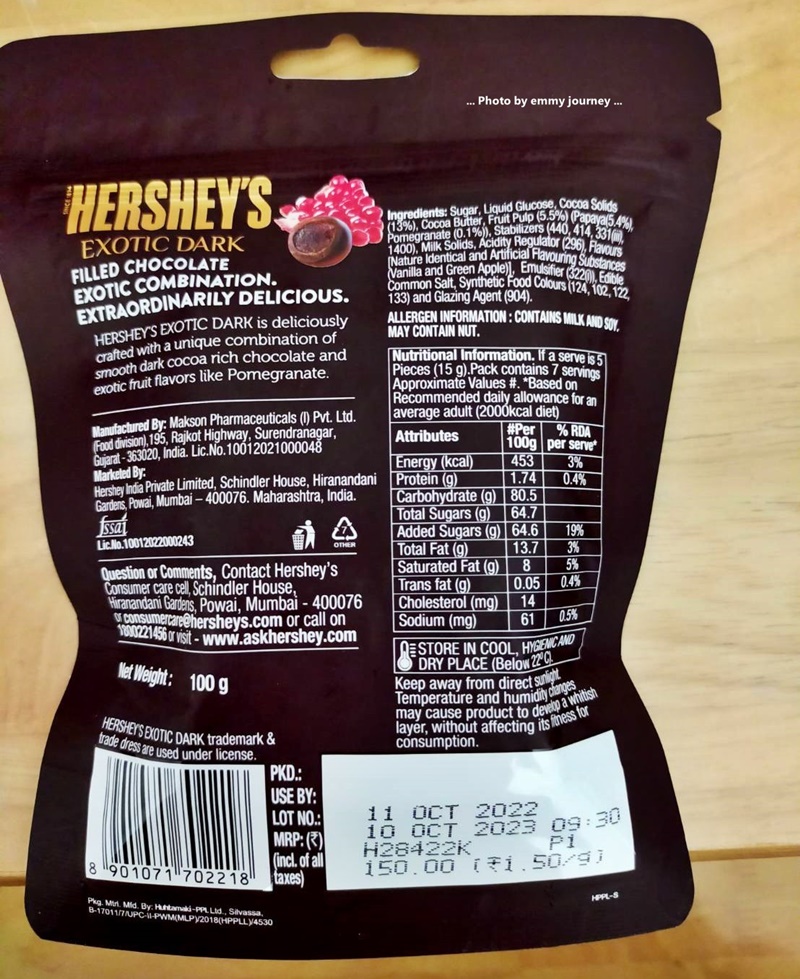 ... Photo by emmy journey ...
HERSHEY'S
EXOTIC DARK
FILLED CHOCOLATE
EXOTIC COMBINATION.
EXTRAORDINARILY DELICIOUS.
HERSHEY'S EXOTIC DARK is deliciously
crafted with a unique combination of
smooth dark cocoa rich chocolate and
exotic fruit flavors like Pomegranate.
Manufactured By: Makson Pharmaceuticals (I) Pvt. Ltd.
(Food division),195, Rajkot Highway, Surendranagar,
Gujarat - 363020, India. Lic.No.10012021000048
Marketed By:
Hershey India Private Limited, Schindler House, Hiranandani
Gardens, Powai, Mumbai – 400076. Maharashtra, India.
fssai
Lic.No.10012022000243
7
OTHER
Question or Comments, Contact Hershey's
Consumer care cell, Schindler House,
Hiranandani Gardens, Powai, Mumbai - 400076
or consumercare@hersheys.com or call on
1800221456 or visit - www.askhershey.com
Net Weight: 100 g
HERSHEY'S EXOTIC DARK trademark &
trade dress are used under license.
8 901071 702218
Pkg. Mtrl. Mfd. By: Huhtamaki-PPL Ltd., Silvassa,
B-17011/7/UPC-II-PWM(MLP)/2018(HPPLL)/4530
Ingredients: Sugar, Liquid Glucose, Cocoa Solids
(13%), Cocoa Butter, Fruit Pulp (5.5%) (Papaya(5.4%),
Pomegranate (0.1%)), Stabilizers (440, 414, 331(iii),
1400), Milk Solids, Acidity Regulator (296), Flavours
[Nature Identical and Artificial Flavouring Substances
(Vanilla and Green Apple)], Emulsifier (322(i)), Edible
Common Salt, Synthetic Food Colours (124, 102, 122,
133) and Glazing Agent (904).
ALLERGEN INFORMATION : CONTAINS MILK AND SOY.
MAY CONTAIN NUT.
Nutritional Information. If a serve is 5
Pieces (15 g).Pack contains 7 servings
Approximate Values #. *Based on
Recommended daily allowance for an
average adult (2000kcal diet)
Attributes #Per 100g % RDA per serve*
Energy (kcal) 453 3%
Protein (g) 1.74 0.4%
Carbohydrate (g) 80.5
Total Sugars (g) 64.7
Added Sugars (g) 64.6 19%
Total Fat (g) 13.7 3%
Saturated Fat (g) 8 5%
Trans fat (g) 0.05 0.4%
Cholesterol (mg) 14
Sodium (mg) 61 0.5%
STORE IN COOL, HYGIENIC AND
DRY PLACE (Below 22°C).
Keep away from direct sunlight.
Temperature and humidity changes
may cause product to develop a whitish
layer, without affecting its fitness for
consumption.
PKD.: 11 OCT 2022
USE BY: 10 OCT 2023 09:30
LOT NO.: H28422K P1
MRP: (₹) 150.00 (₹1.50/g)
(incl. of all
taxes)
HPPL-S